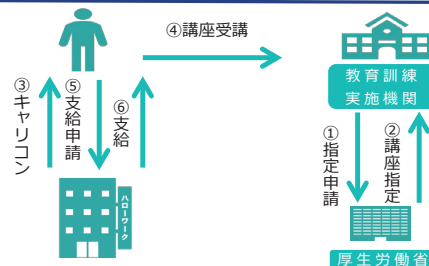 ④講座受講
教育訓練
実施機関
③キャリコン
⑤支給申請
⑥支給
①指定申請
②講座指定
ハローワーク
厚生労働省